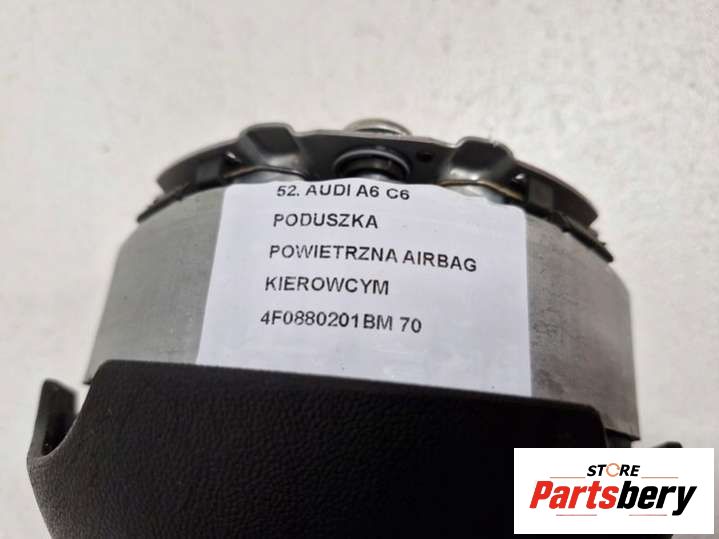 52. AUDI A6 C6
PODUSZKA
POWIETRZNA AIRBAG
KIEROWCYM
4F0880201BM 70
STORE
Partsbery